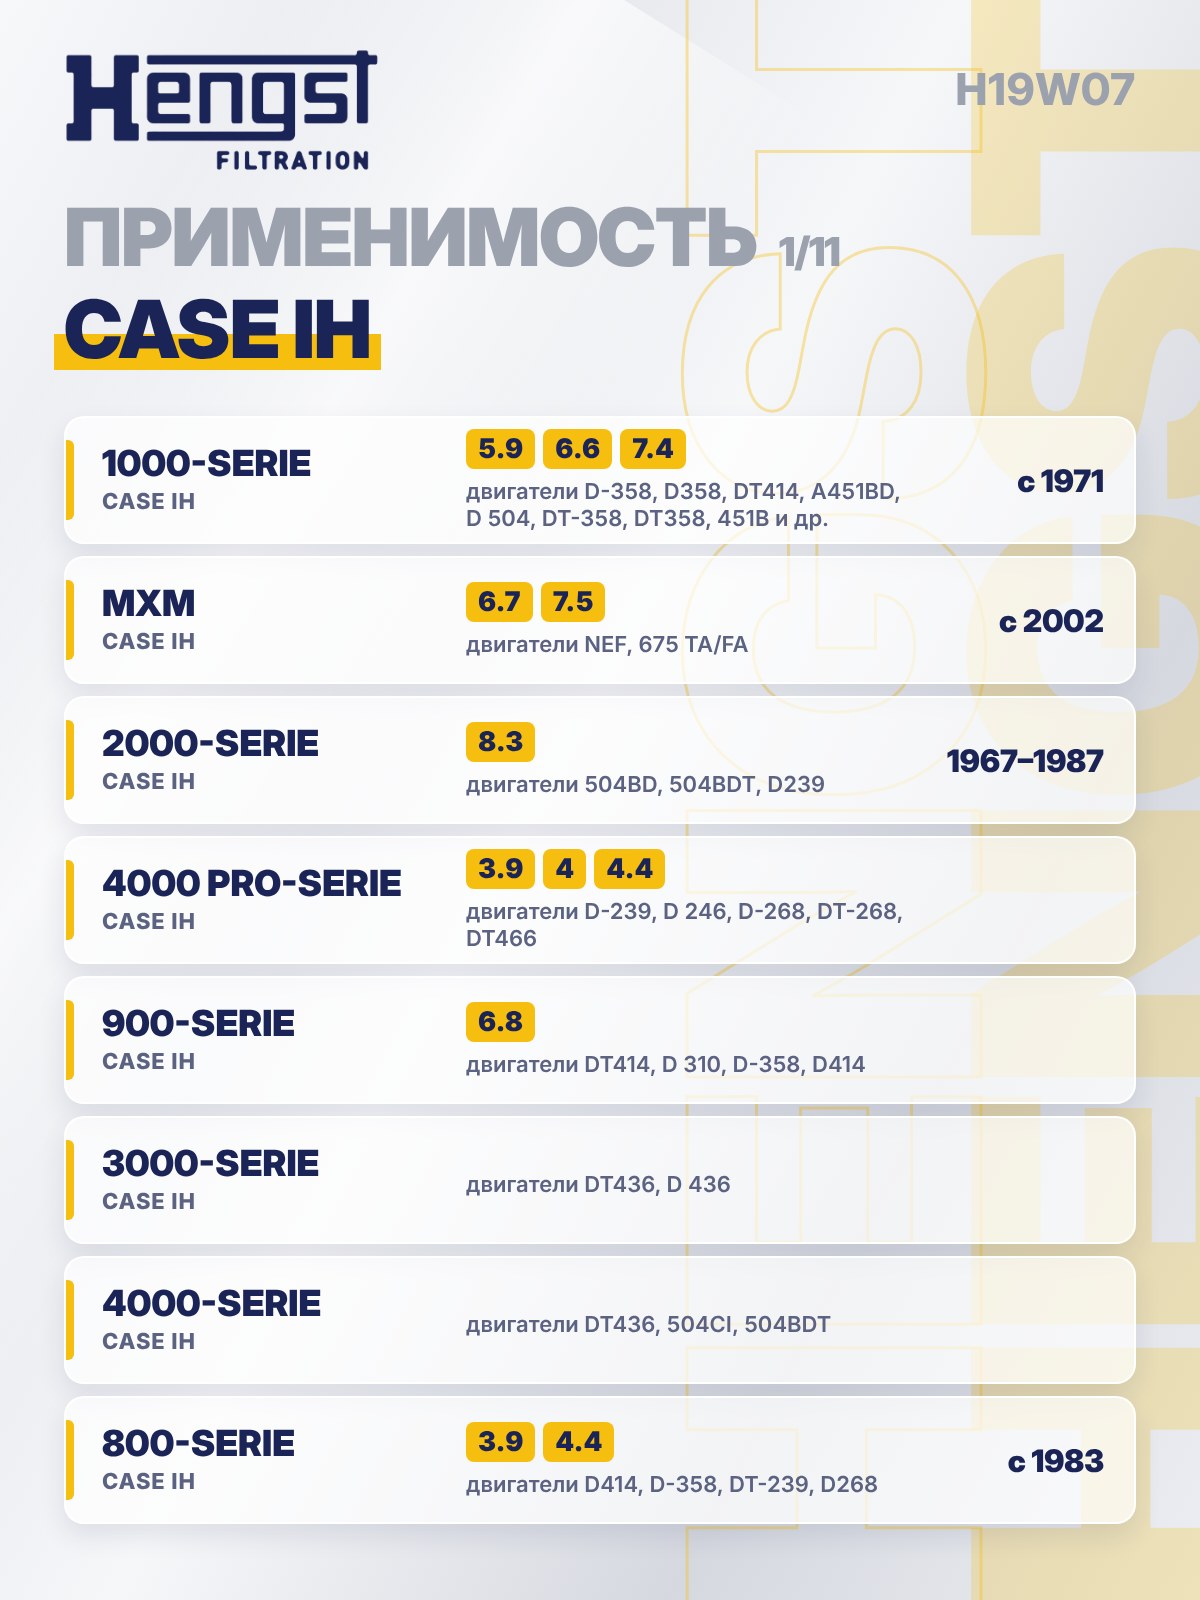 Hengst
FILTRATION
H19W07
ПРИМЕНИМОСТЬ 1/11
CASE IH
1000-SERIE
CASE IH
5.9 6.6 7.4
двигатели D-358, D358, DT414, A451BD,
D 504, DT-358, DT358, 451B и др.
с 1971
MXM
CASE IH
6.7 7.5
двигатели NEF, 675 TA/FA
с 2002
2000-SERIE
CASE IH
8.3
двигатели 504BD, 504BDT, D239
1967–1987
4000 PRO-SERIE
CASE IH
3.9 4 4.4
двигатели D-239, D 246, D-268, DT-268,
DT466
900-SERIE
CASE IH
6.8
двигатели DT414, D 310, D-358, D414
3000-SERIE
CASE IH
двигатели DT436, D 436
4000-SERIE
CASE IH
двигатели DT436, 504CI, 504BDT
800-SERIE
CASE IH
3.9 4.4
двигатели D414, D-358, DT-239, D268
с 1983
HENGST
HENGST